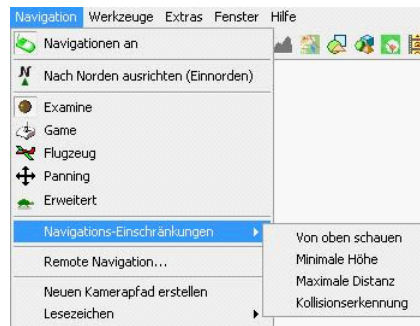 Navigation Werkzeuge Extras Fenster Hilfe
Navigationen an
Nach Norden ausrichten (Einnorden)
Examine
Game
Flugzeug
Panning
Erweitert
Navigations-Einschränkungen
Von oben schauen
Minimale Höhe
Maximale Distanz
Kollisionserkennung
Remote Navigation...
Neuen Kamerapfad erstellen
Lesezeichen